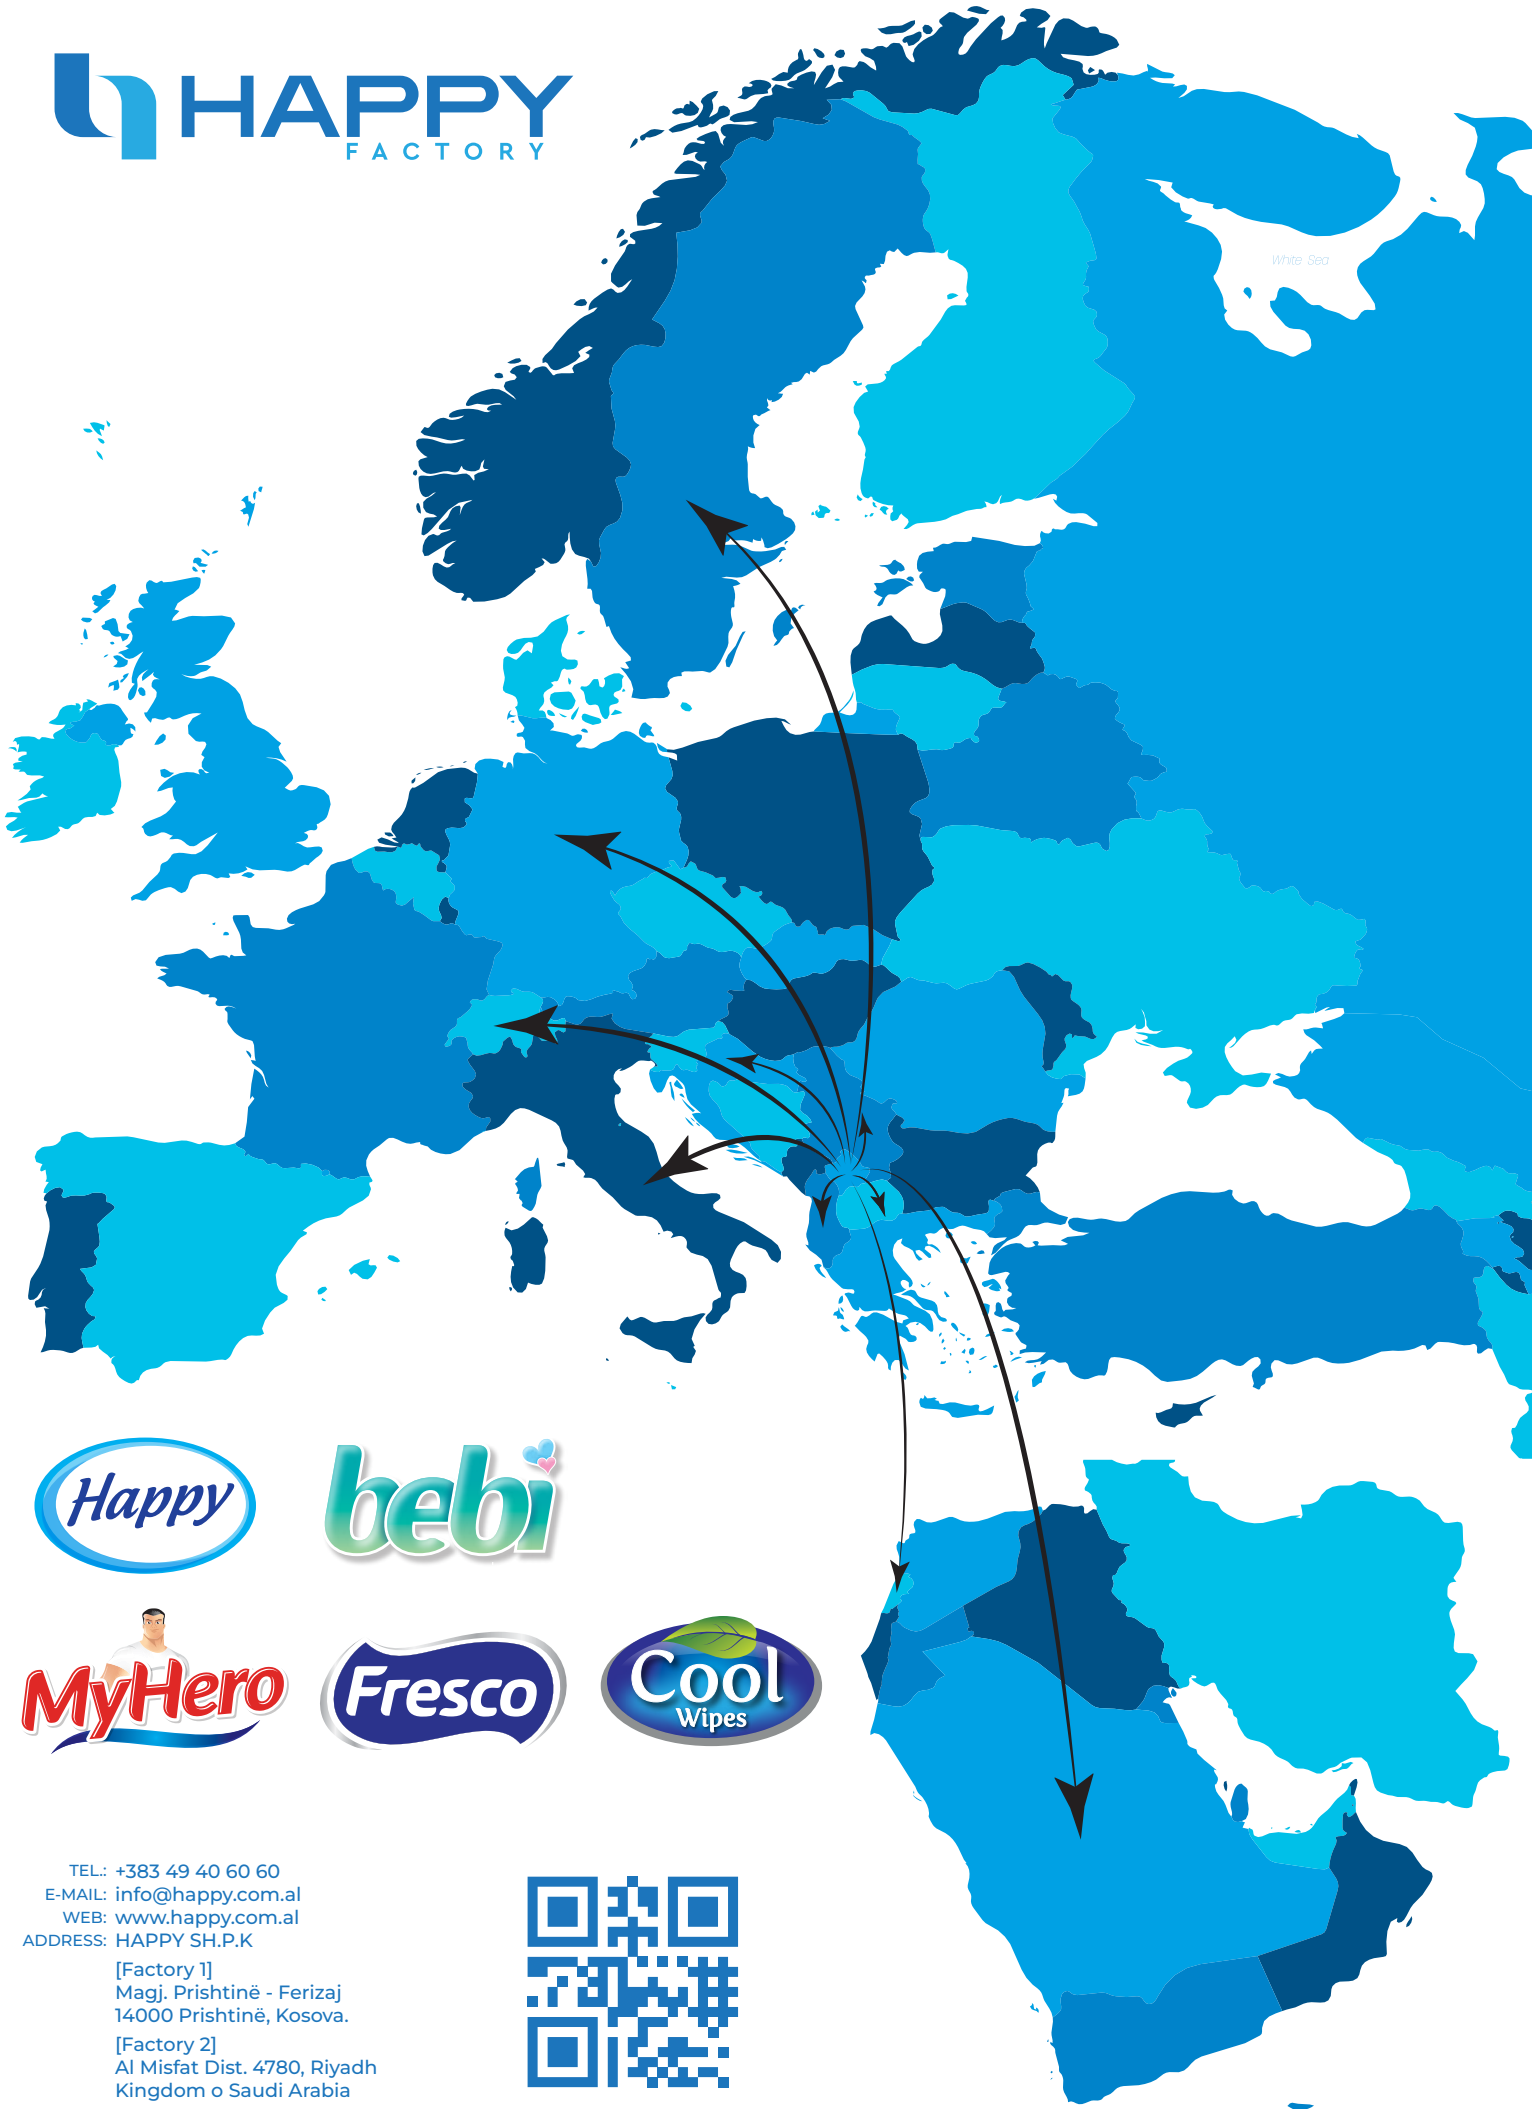 HAPPY
FACTORY
White Sea
Happy
bebi
MyHero
Fresco
Cool
Wipes
TEL.: +383 49 40 60 60
E-MAIL: info@happy.com.al
WEB: www.happy.com.al
ADDRESS: HAPPY SH.P.K
[Factory 1]
Magj. Prishtinë - Ferizaj
14000 Prishtinë, Kosova.
[Factory 2]
Al Misfat Dist. 4780, Riyadh
Kingdom o Saudi Arabia